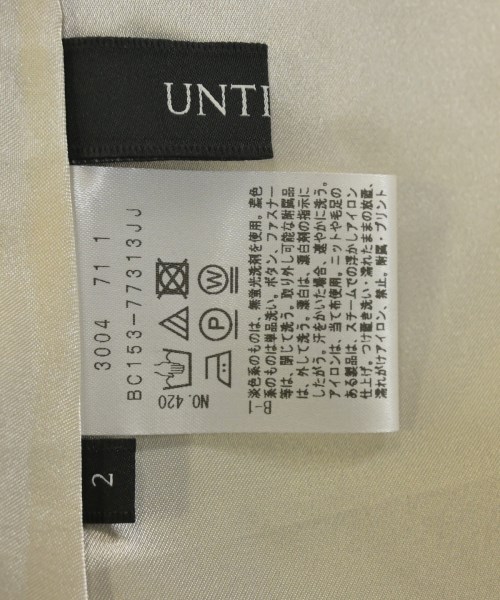 UNTI
3004 71 1
BC153-77313JJ
NO. 420
W
P
B-1
淡色系のものは、無蛍光洗剤を使用。濃色
系のものは単品洗い。ボタン、ファスナー
等は、閉じて洗う。取り外し可能な附属品
は、外して洗う。漂白は、漂白剤の指示に
したがう。汗をかいた場合、速やかに洗う。
アイロンは、当て布使用。ニットや毛足の
ある製品は、スチームでの浮かしアイロン
仕上げ。つけ置き洗い・濡れたままの放置、
濡れがけアイロン、禁止。附属・プリント
2